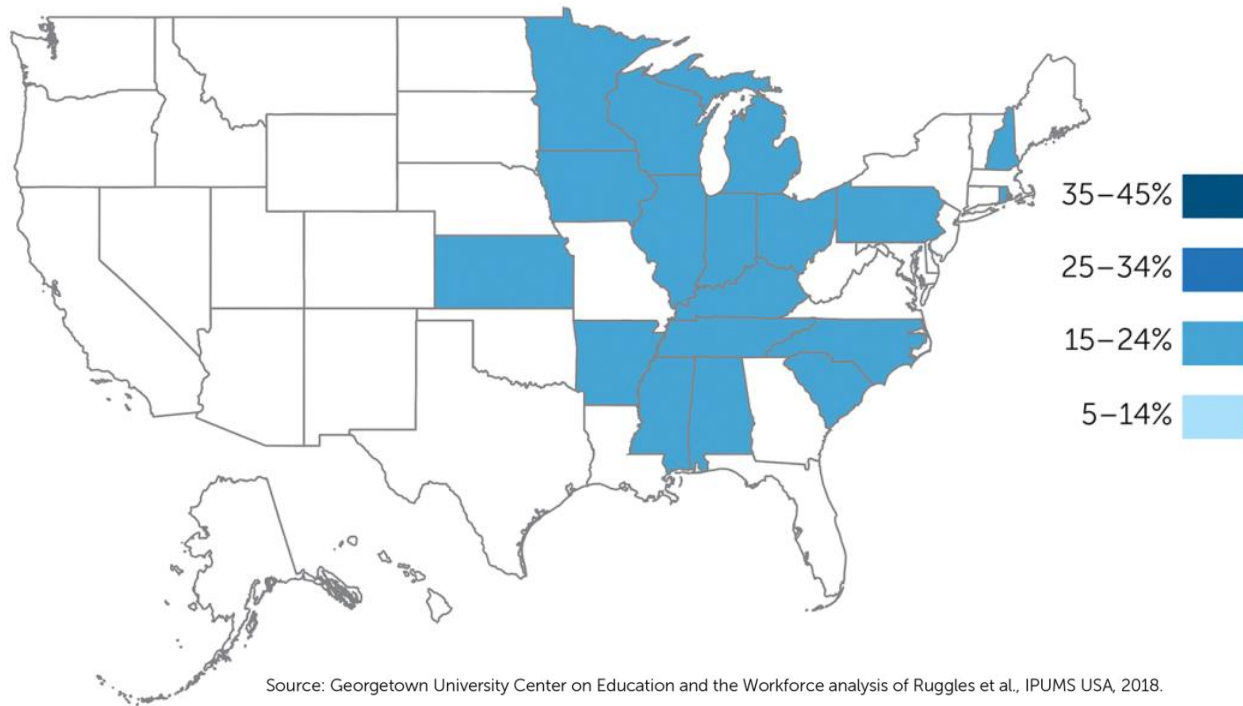 35–45%
25–34%
15–24%
5–14%
Source: Georgetown University Center on Education and the Workforce analysis of Ruggles et al., IPUMS USA, 2018.